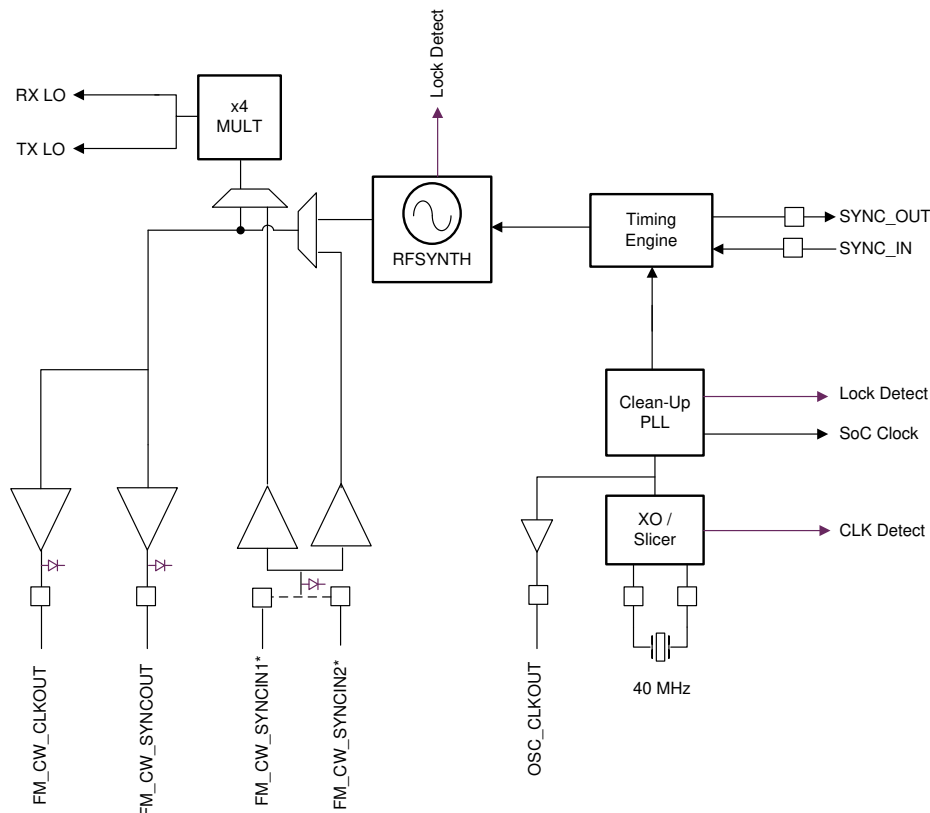 Lock Detect
RX LO
TX LO
x4
MULT
RFSYNTH
Timing
Engine
SYNC_OUT
SYNC_IN
Clean-Up
PLL
Lock Detect
SoC Clock
XO /
Slicer
CLK Detect
40 MHz
FM_CW_CLKOUT
FM_CW_SYNCOUT
FM_CW_SYNCIN1*
FM_CW_SYNCIN2*
OSC_CLKOUT